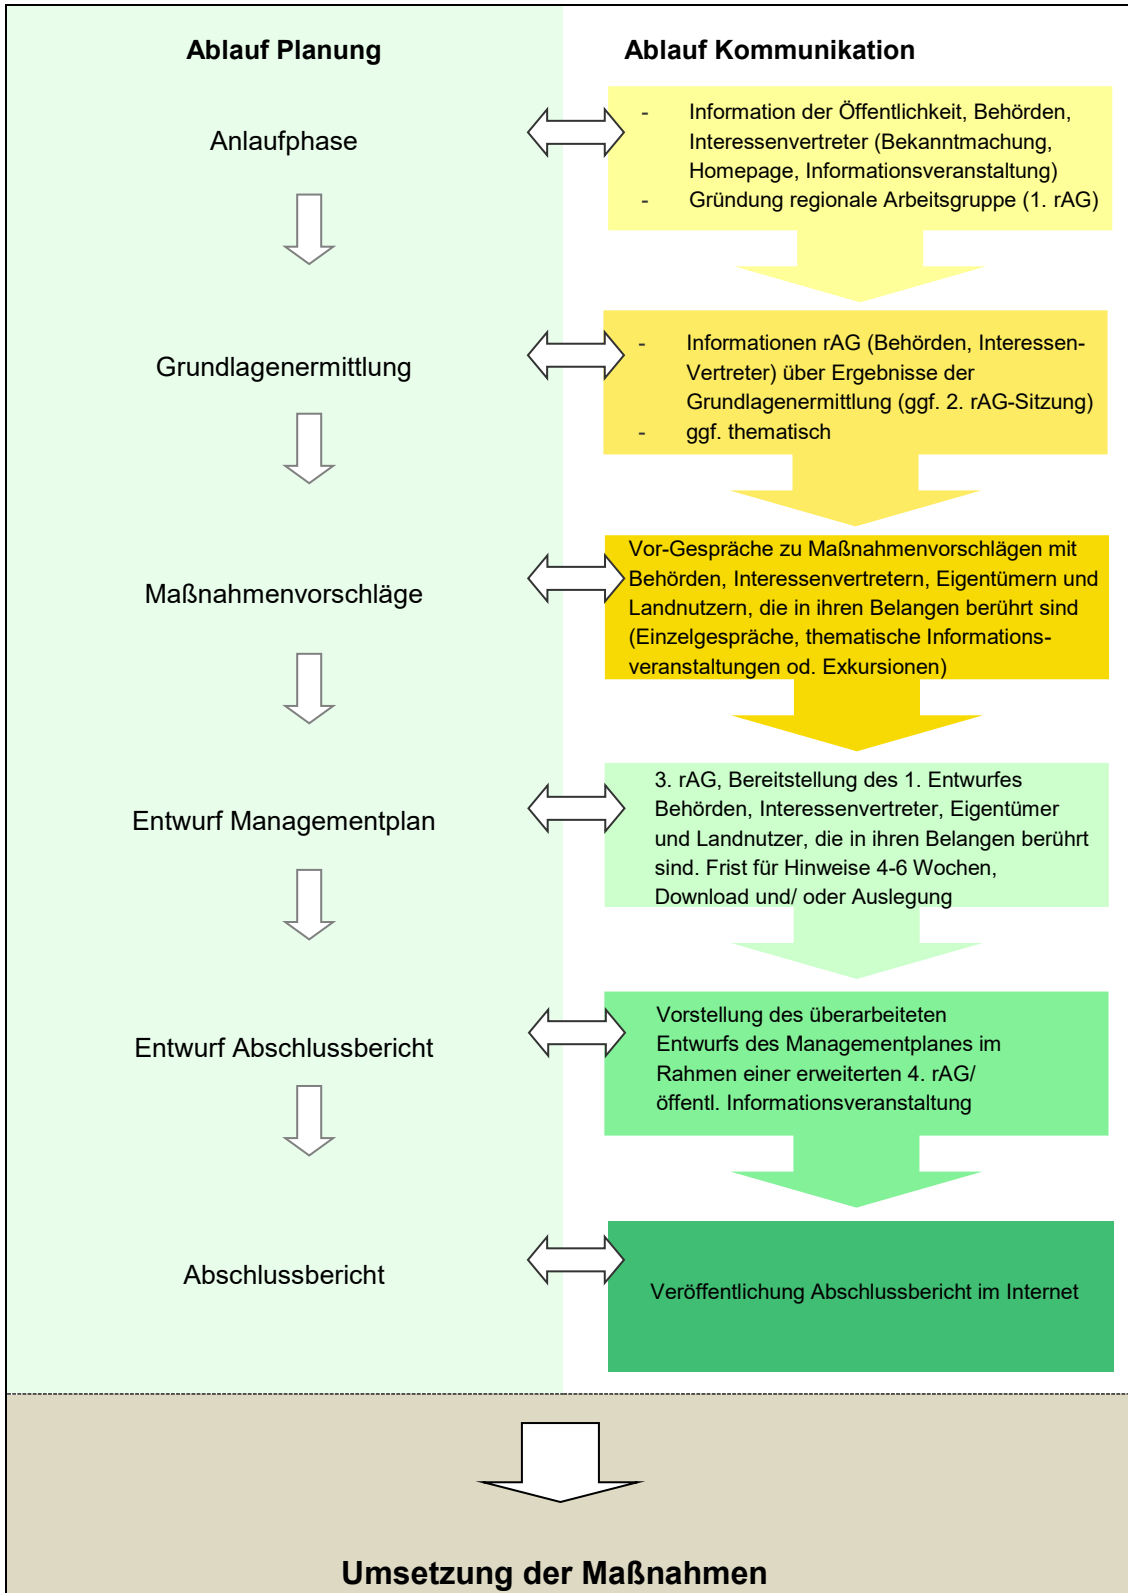 Ablauf Planung
Ablauf Kommunikation
Anlaufphase
- Information der Öffentlichkeit, Behörden,
Interessenvertreter (Bekanntmachung,
Homepage, Informationsveranstaltung)
- Gründung regionale Arbeitsgruppe (1. rAG)
Grundlagenermittlung
- Informationen rAG (Behörden, Interessen-
Vertreter) über Ergebnisse der
Grundlagenermittlung (ggf. 2. rAG-Sitzung)
- ggf. thematisch
Maßnahmenvorschläge
Vor-Gespräche zu Maßnahmenvorschlägen mit
Behörden, Interessenvertretern, Eigentümern und
Landnutzern, die in ihren Belangen berührt sind
(Einzelgespräche, thematische Informations-
veranstaltungen od. Exkursionen)
Entwurf Managementplan
3. rAG, Bereitstellung des 1. Entwurfes
Behörden, Interessenvertreter, Eigentümer
und Landnutzer, die in ihren Belangen berührt
sind. Frist für Hinweise 4-6 Wochen,
Download und/ oder Auslegung
Entwurf Abschlussbericht
Vorstellung des überarbeiteten
Entwurfs des Managementplanes im
Rahmen einer erweiterten 4. rAG/
öffentl. Informationsveranstaltung
Abschlussbericht
Veröffentlichung Abschlussbericht im Internet
Umsetzung der Maßnahmen